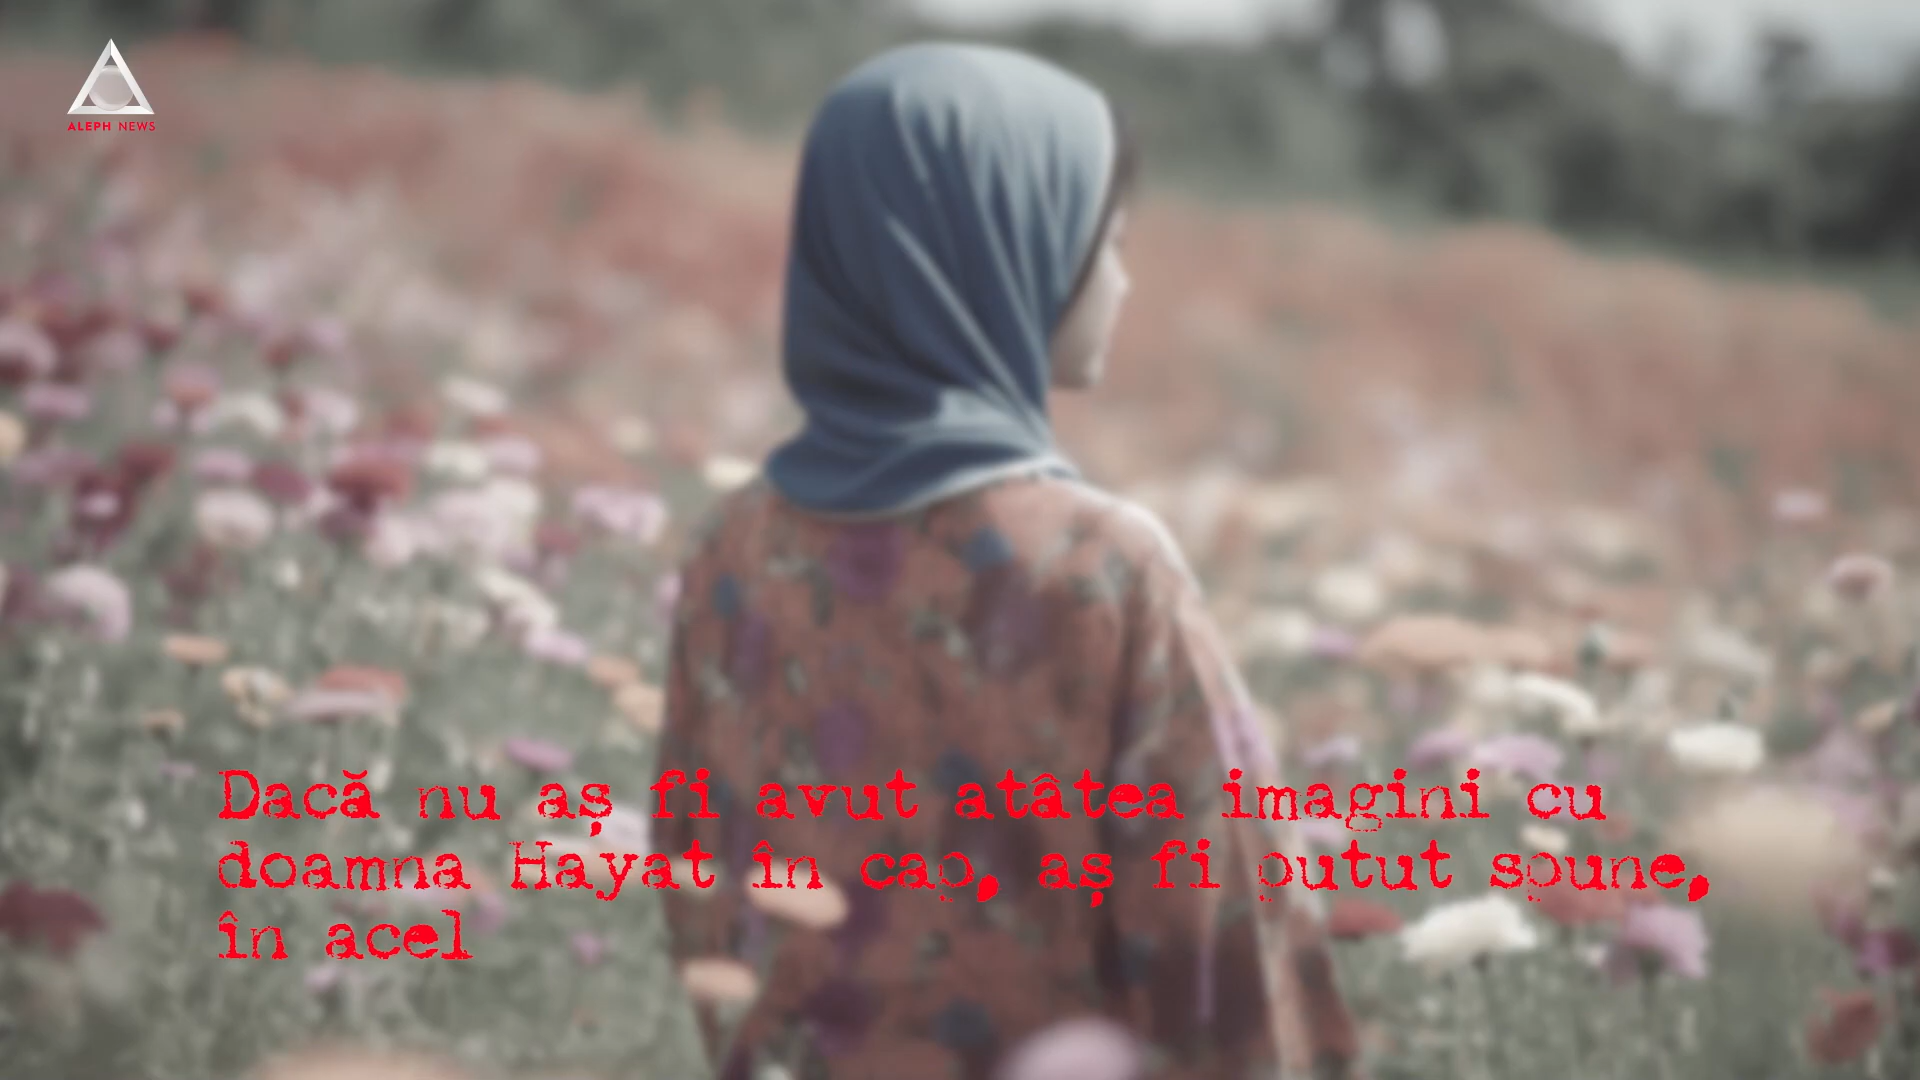 ALEPH NEWS
Dacă nu aș fi avut atâtea imagini cu
doamna Hayat în cap, aș fi putut spune,
în acel